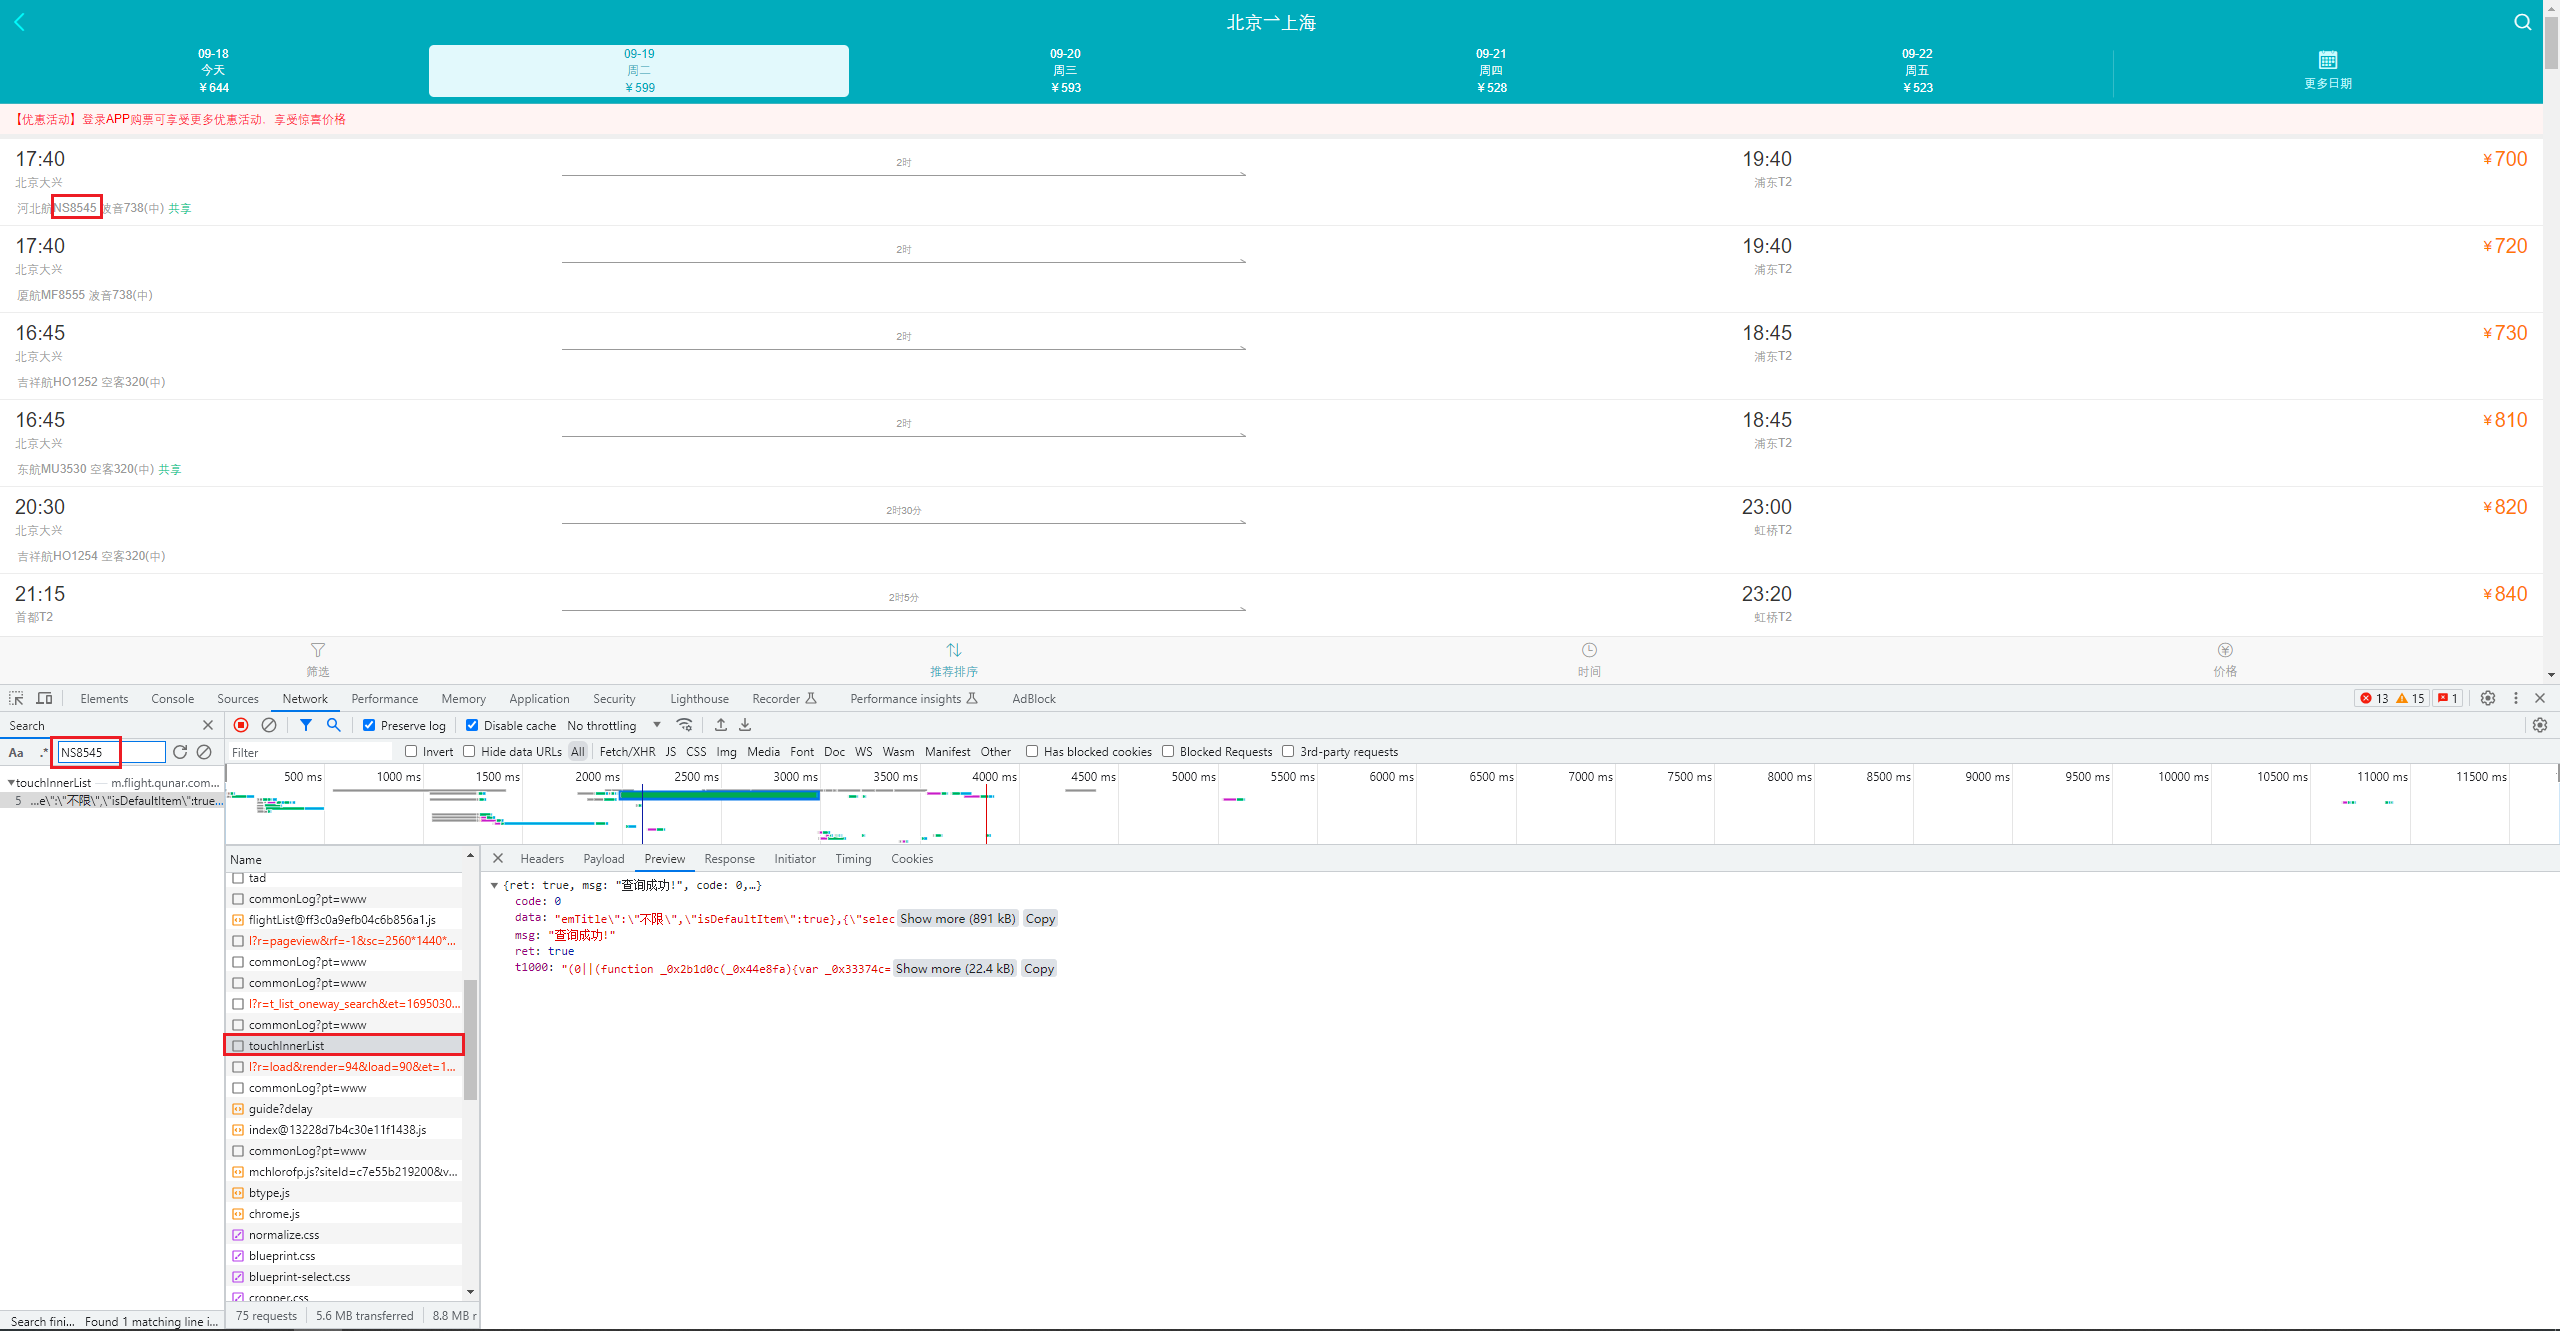 北京→上海
09-18
今天
¥644
09-19
周二
¥599
09-20
周三
¥593
09-21
周四
¥528
09-22
周五
¥523
更多日期
【优惠活动】登录APP购票可享受更多优惠活动，享受惊喜价格
17:40 2时 19:40 ¥700
北京大兴 浦东T2
河北航NS8545 波音738(中) 共享
17:40 2时 19:40 ¥720
北京大兴 浦东T2
厦航MF8555 波音738(中)
16:45 2时 18:45 ¥730
北京大兴 浦东T2
吉祥航HO1252 空客320(中)
16:45 2时 18:45 ¥810
北京大兴 浦东T2
东航MU3530 空客320(中) 共享
20:30 2时30分 23:00 ¥820
北京大兴 虹桥T2
吉祥航HO1254 空客320(中)
21:15 2时5分 23:20 ¥840
首都T2 虹桥T2
筛选 推荐排序 时间 价格
Elements Console Sources Network Performance Memory Application Security Lighthouse Recorder Performance insights AdBlock 13 15 1
Search
Preserve log Disable cache No throttling
Aa .* NS8545
Filter Invert Hide data URLs All Fetch/XHR JS CSS Img Media Font Doc WS Wasm Manifest Other Has blocked cookies Blocked Requests 3rd-party requests
500 ms 1000 ms 1500 ms 2000 ms 2500 ms 3000 ms 3500 ms 4000 ms 4500 ms 5000 ms 5500 ms 6000 ms 6500 ms 7000 ms 7500 ms 8000 ms 8500 ms 9000 ms 9500 ms 10000 ms 10500 ms 11000 ms 11500 ms
touchInnerList — m.flight.qunar.com...
5 ...e\":\"不限\",\"isDefaultItem\":true...
Name
tad
commonLog?pt=www
flightList@ff3c0a9efb04c6b856a1.js
l?r=pageview&rf=-1&sc=2560*1440*...
commonLog?pt=www
commonLog?pt=www
l?r=t_list_oneway_search&et=1695030...
commonLog?pt=www
touchInnerList
l?r=load&render=94&load=90&et=1...
commonLog?pt=www
guide?delay
index@13228d7b4c30e11f1438.js
commonLog?pt=www
mchlorofp.js?siteId=c7e55b219200&v...
btype.js
chrome.js
normalize.css
blueprint.css
blueprint-select.css
cropper.css
75 requests 5.6 MB transferred 8.8 MB r
Headers Payload Preview Response Initiator Timing Cookies
{ret: true, msg: "查询成功!", code: 0,…}
code: 0
data: "emTitle\":\"不限\",\"isDefaultItem\":true},{\"selec Show more (891 kB) Copy
msg: "查询成功!"
ret: true
t1000: "(0||(function _0x2b1d0c(_0x44e8fa){var _0x33374c= Show more (22.4 kB) Copy
Search fini... Found 1 matching line i...